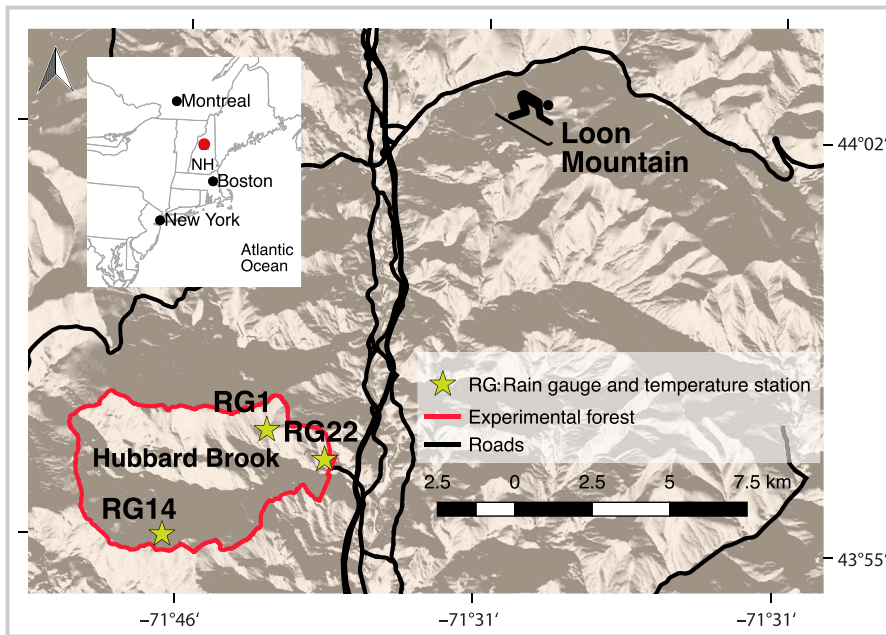 Montreal
NH
Boston
New York
Atlantic
Ocean
Loon
Mountain
44°02'
RG: Rain gauge and temperature station
Experimental forest
Roads
2.5 0 2.5 5 7.5 km
RG1
RG22
Hubbard Brook
RG14
43°55'
–71°46' –71°31' –71°31'